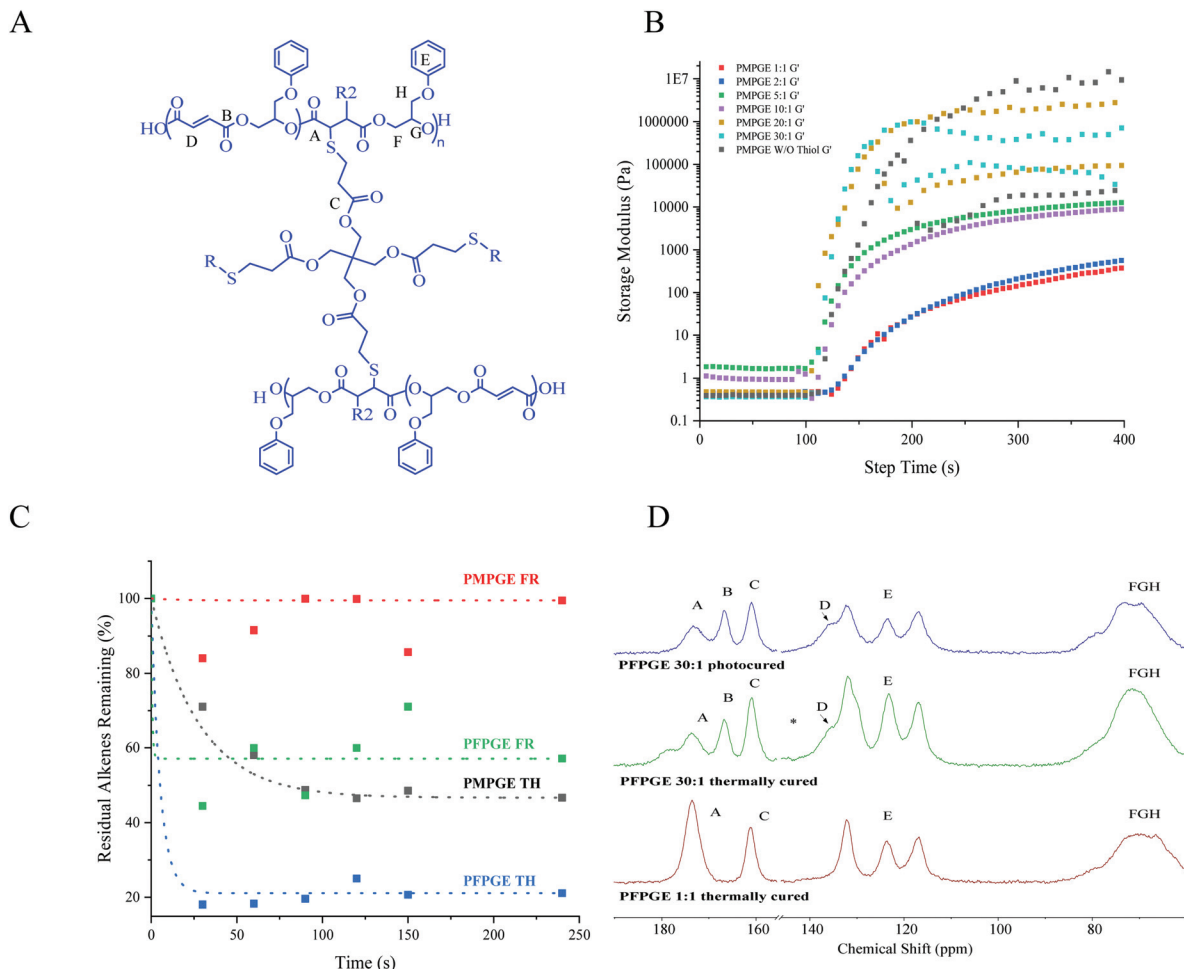 A
B
E
O
R2
H
O
O
O
B
O
O
O
HO
O
O
O
H
D
O
O
A
O
F
G
n
S
C
O
O
O
S
R
O
O
O
O
S
R
O
O
O
S
O
O
O
OH
H
O
O
O
O
R2
O
O
O
PMPGE 1:1 G'
PMPGE 2:1 G'
PMPGE 5:1 G'
PMPGE 10:1 G'
PMPGE 20:1 G'
PMPGE 30:1 G'
PMPGE W/O Thiol G'
1E7
1000000
100000
10000
1000
100
10
1
0.1
Storage Modulus (Pa)
0
100
200
300
400
Step Time (s)
C
D
PMPGE FR
PFPGE FR
PMPGE TH
PFPGE TH
100
80
60
40
20
Residual Alkenes Remaining (%)
0
50
100
150
200
250
Time (s)
A
B
C
D
E
FGH
PFPGE 30:1 photocured
A
B
C
*
D
E
FGH
PFPGE 30:1 thermally cured
A
C
E
FGH
PFPGE 1:1 thermally cured
180
160
140
120
80
Chemical Shift (ppm)